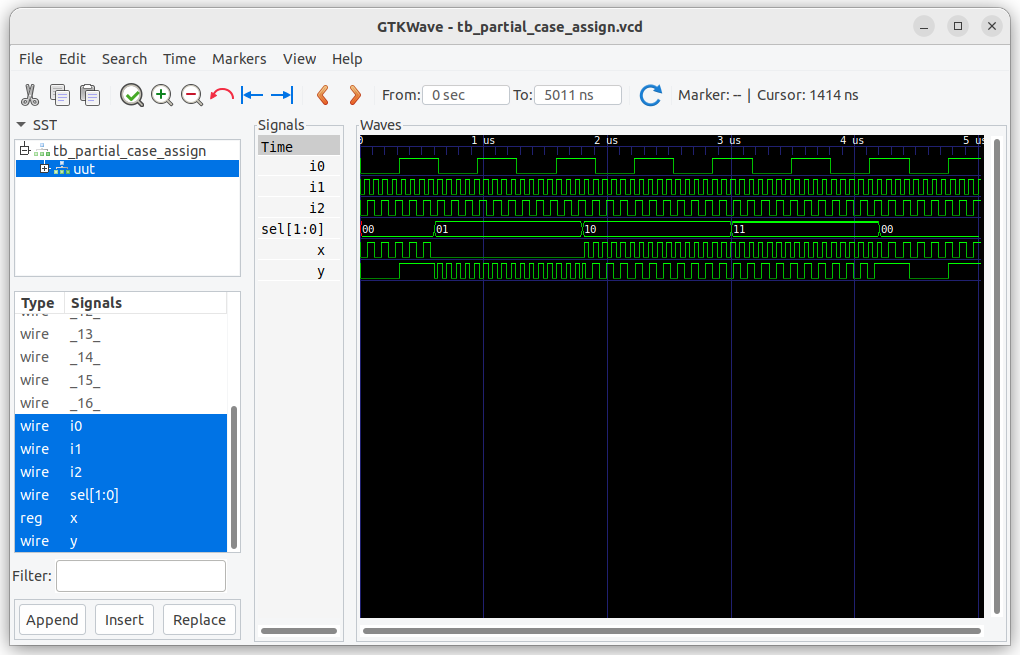 GTKWave - tb_partial_case_assign.vcd
File Edit Search Time Markers View Help
From: 0 sec To: 5011 ns Marker: -- | Cursor: 1414 ns
SST
tb_partial_case_assign
uut
Type Signals
wire _12_
wire _13_
wire _14_
wire _15_
wire _16_
wire i0
wire i1
wire i2
wire sel[1:0]
reg x
wire y
Filter:
Append Insert Replace
Signals
Time
i0
i1
i2
sel[1:0]
x
y
Waves
0 1 us 2 us 3 us 4 us 5 us
00 01 10 11 00